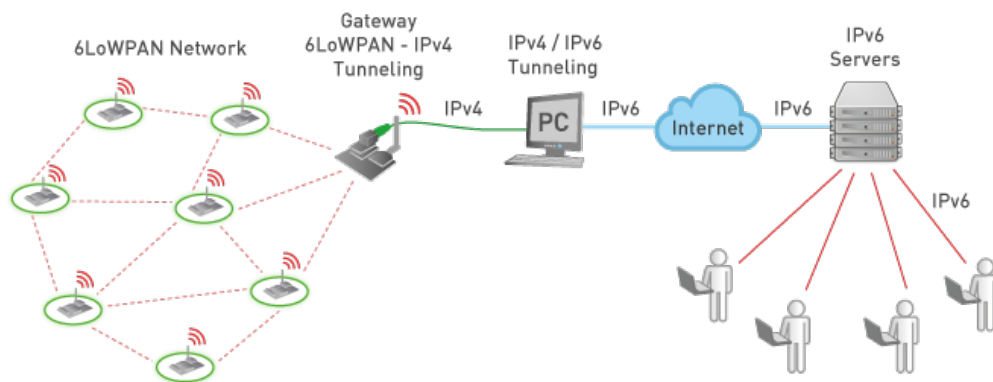 6LoWPAN Network
Gateway
6LoWPAN - IPv4
Tunneling
IPv4
IPv4 / IPv6
Tunneling
PC
IPv6
Internet
IPv6
IPv6
Servers
IPv6